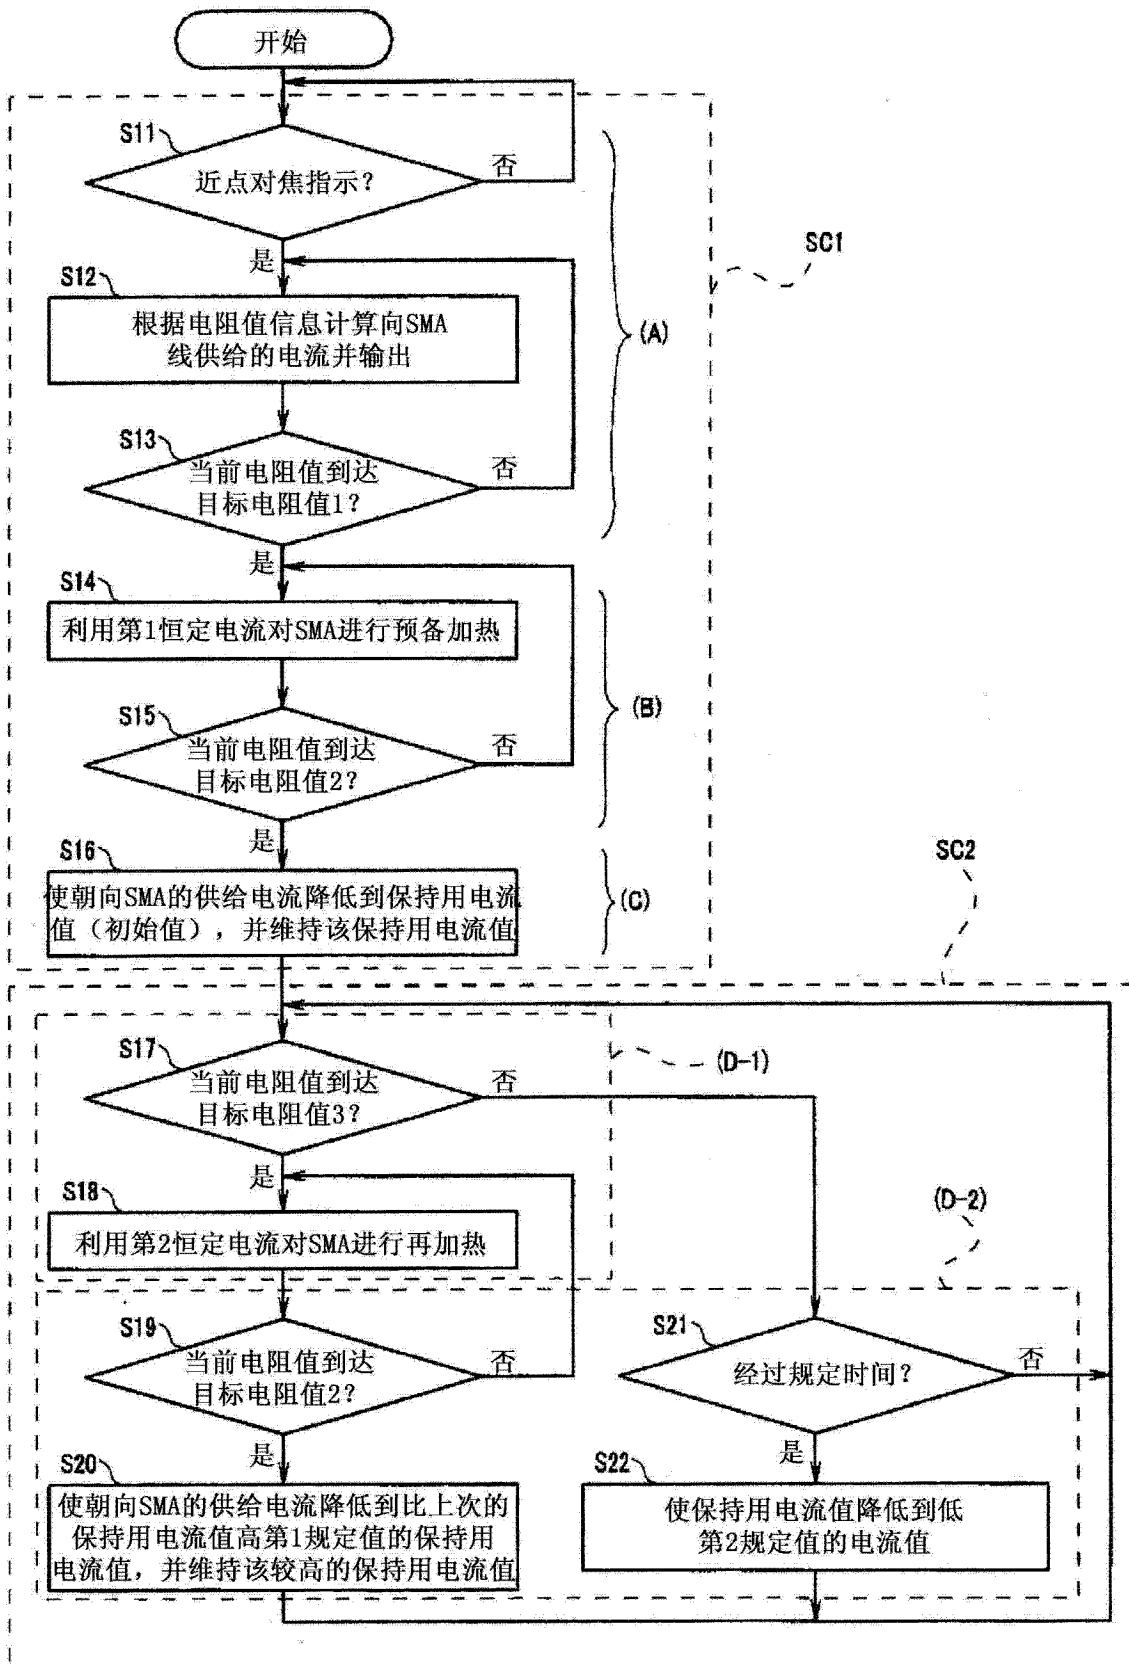 开始
S11
近点对焦指示？
否
是
S12
根据电阻值信息计算向SMA
线供给的电流并输出
S13
当前电阻值到达
目标电阻值1？
否
(A)
SC1
是
S14
利用第1恒定电流对SMA进行预备加热
S15
当前电阻值到达
目标电阻值2？
否
(B)
是
S16
使朝向SMA的供给电流降低到保持用电流
值（初始值），并维持该保持用电流值
(C)
SC2
S17
当前电阻值到达
目标电阻值3？
否
(D-1)
是
S18
利用第2恒定电流对SMA进行再加热
(D-2)
S19
当前电阻值到达
目标电阻值2？
否
S21
经过规定时间？
否
是
S20
使朝向SMA的供给电流降低到比上次的
保持用电流值高第1规定值的保持用
电流值，并维持该较高的保持用电流值
是
S22
使保持用电流值降低到低
第2规定值的电流值